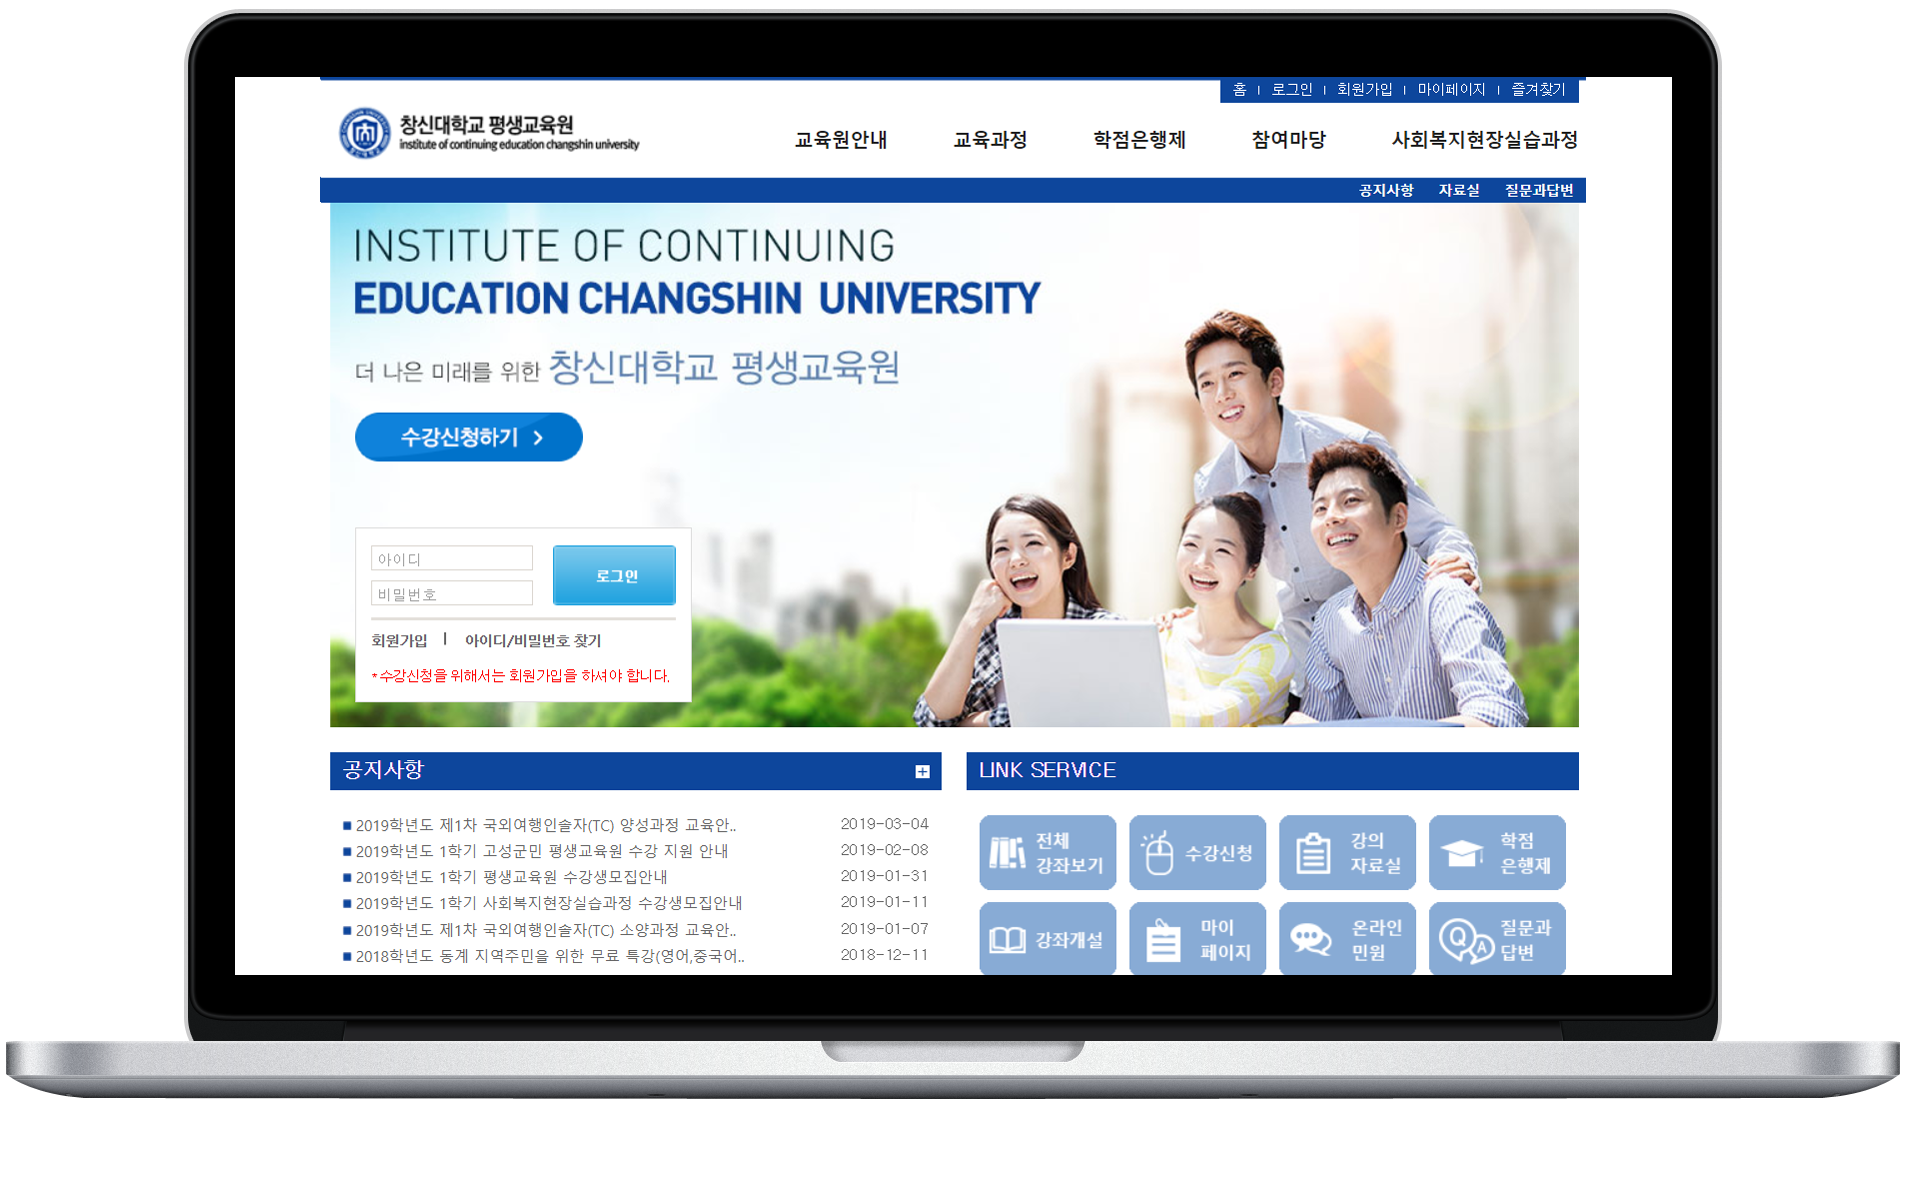 홈 | 로그인 | 회원가입 | 마이페이지 | 즐겨찾기
창신대학교 평생교육원
institute of continuing education changshin university
교육원안내 교육과정 학점은행제 참여마당 사회복지현장실습과정
공지사항 자료실 질문과답변
INSTITUTE OF CONTINUING
EDUCATION CHANGSHIN UNIVERSITY
더 나은 미래를 위한 창신대학교 평생교육원
수강신청하기 >
아이디
비밀번호
로그인
회원가입 | 아이디/비밀번호 찾기
*수강신청을 위해서는 회원가입을 하셔야 합니다.
공지사항
2019학년도 제1차 국외여행인솔자(TC) 양성과정 교육안.. 2019-03-04
2019학년도 1학기 고성군민 평생교육원 수강 지원 안내 2019-02-08
2019학년도 1학기 평생교육원 수강생모집안내 2019-01-31
2019학년도 1학기 사회복지현장실습과정 수강생모집안내 2019-01-11
2019학년도 제1차 국외여행인솔자(TC) 소양과정 교육안.. 2019-01-07
2018학년도 동계 지역주민을 위한 무료 특강(영어,중국어.. 2018-12-11
LINK SERVICE
전체
강좌보기
수강신청
강의
자료실
학점
은행제
강좌개설
마이
페이지
온라인
민원
Q A
질문과
답변